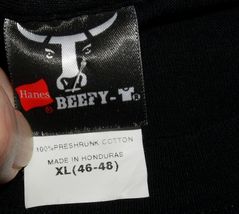 Hanes
® BEEFY-T®
100% PRESHRUNK COTTON
MADE IN HONDURAS
XL (46-48)